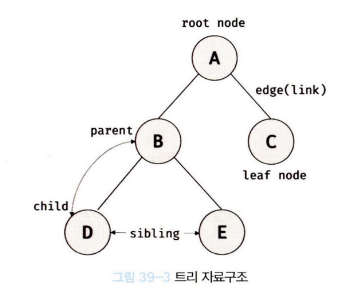 root node
A
edge(link)
parent
B
C
leaf node
child
D
sibling
E
그림 39-3 트리 자료구조